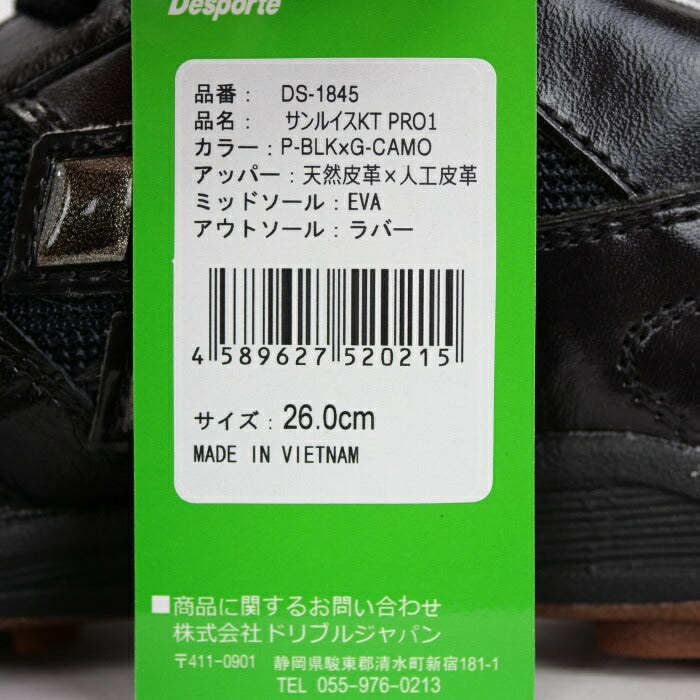 Desporte
品番： DS-1845
品名： サンルイスKT PRO1
カラー：P-BLK×G-CAMO
アッパー：天然皮革×人工皮革
ミッドソール：EVA
アウトソール：ラバー
4 589627 520215
サイズ：26.0cm
MADE IN VIETNAM
■商品に関するお問い合わせ
株式会社ドリブルジャパン
〒411-0901 静岡県駿東郡清水町新宿181-1
TEL 055-976-0213